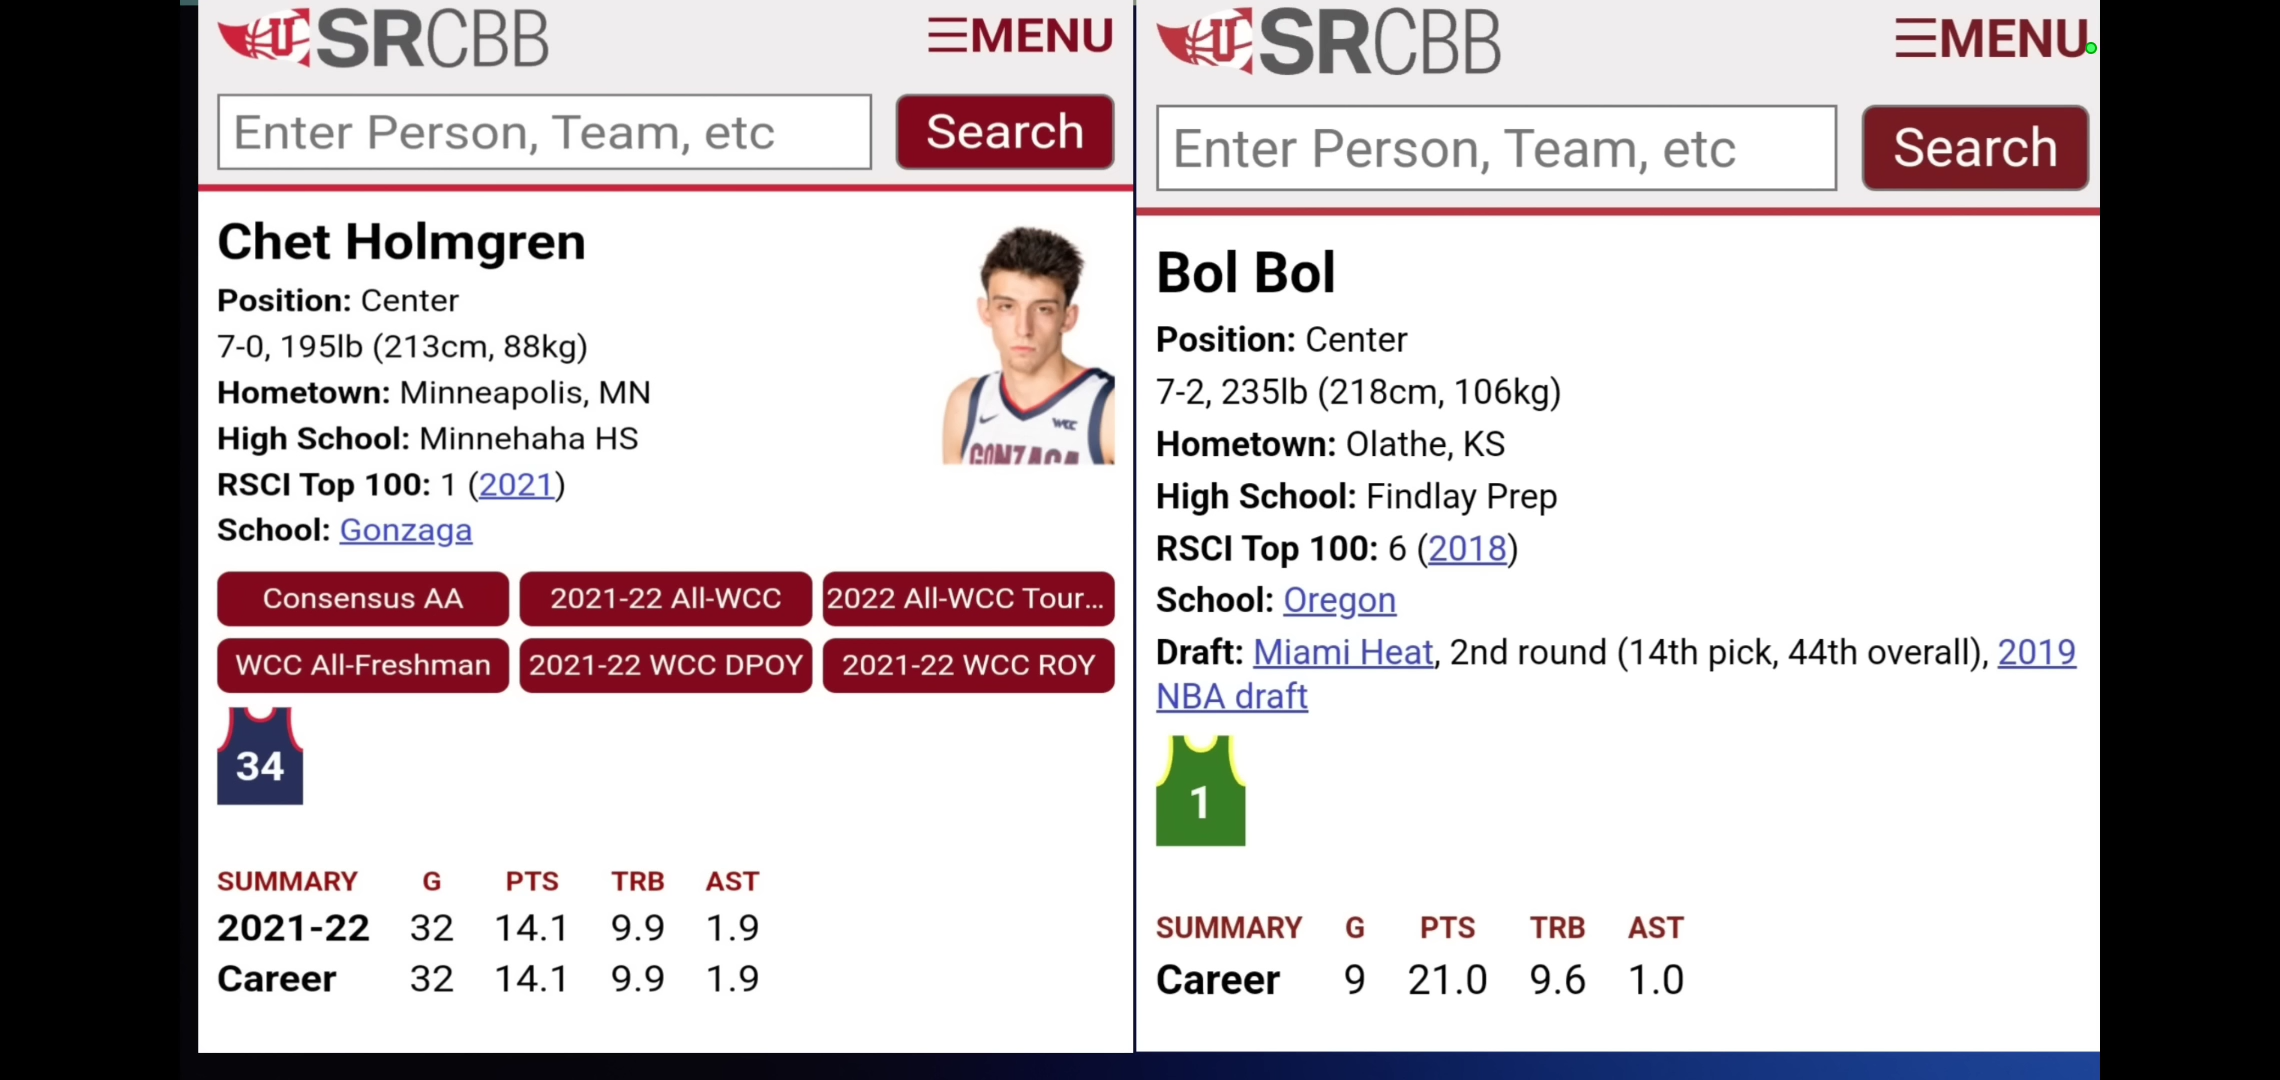 SRCBB
☰MENU
Enter Person, Team, etc
Search
Chet Holmgren
Position: Center
7-0, 195lb (213cm, 88kg)
Hometown: Minneapolis, MN
High School: Minnehaha HS
RSCI Top 100: 1 (2021)
School: Gonzaga
WCC
GONZAGA
Consensus AA
2021-22 All-WCC
2022 All-WCC Tour...
WCC All-Freshman
2021-22 WCC DPOY
2021-22 WCC ROY
34
SUMMARY G PTS TRB AST
2021-22 32 14.1 9.9 1.9
Career 32 14.1 9.9 1.9
SRCBB
☰MENU
Enter Person, Team, etc
Search
Bol Bol
Position: Center
7-2, 235lb (218cm, 106kg)
Hometown: Olathe, KS
High School: Findlay Prep
RSCI Top 100: 6 (2018)
School: Oregon
Draft: Miami Heat, 2nd round (14th pick, 44th overall), 2019
NBA draft
1
SUMMARY G PTS TRB AST
Career 9 21.0 9.6 1.0